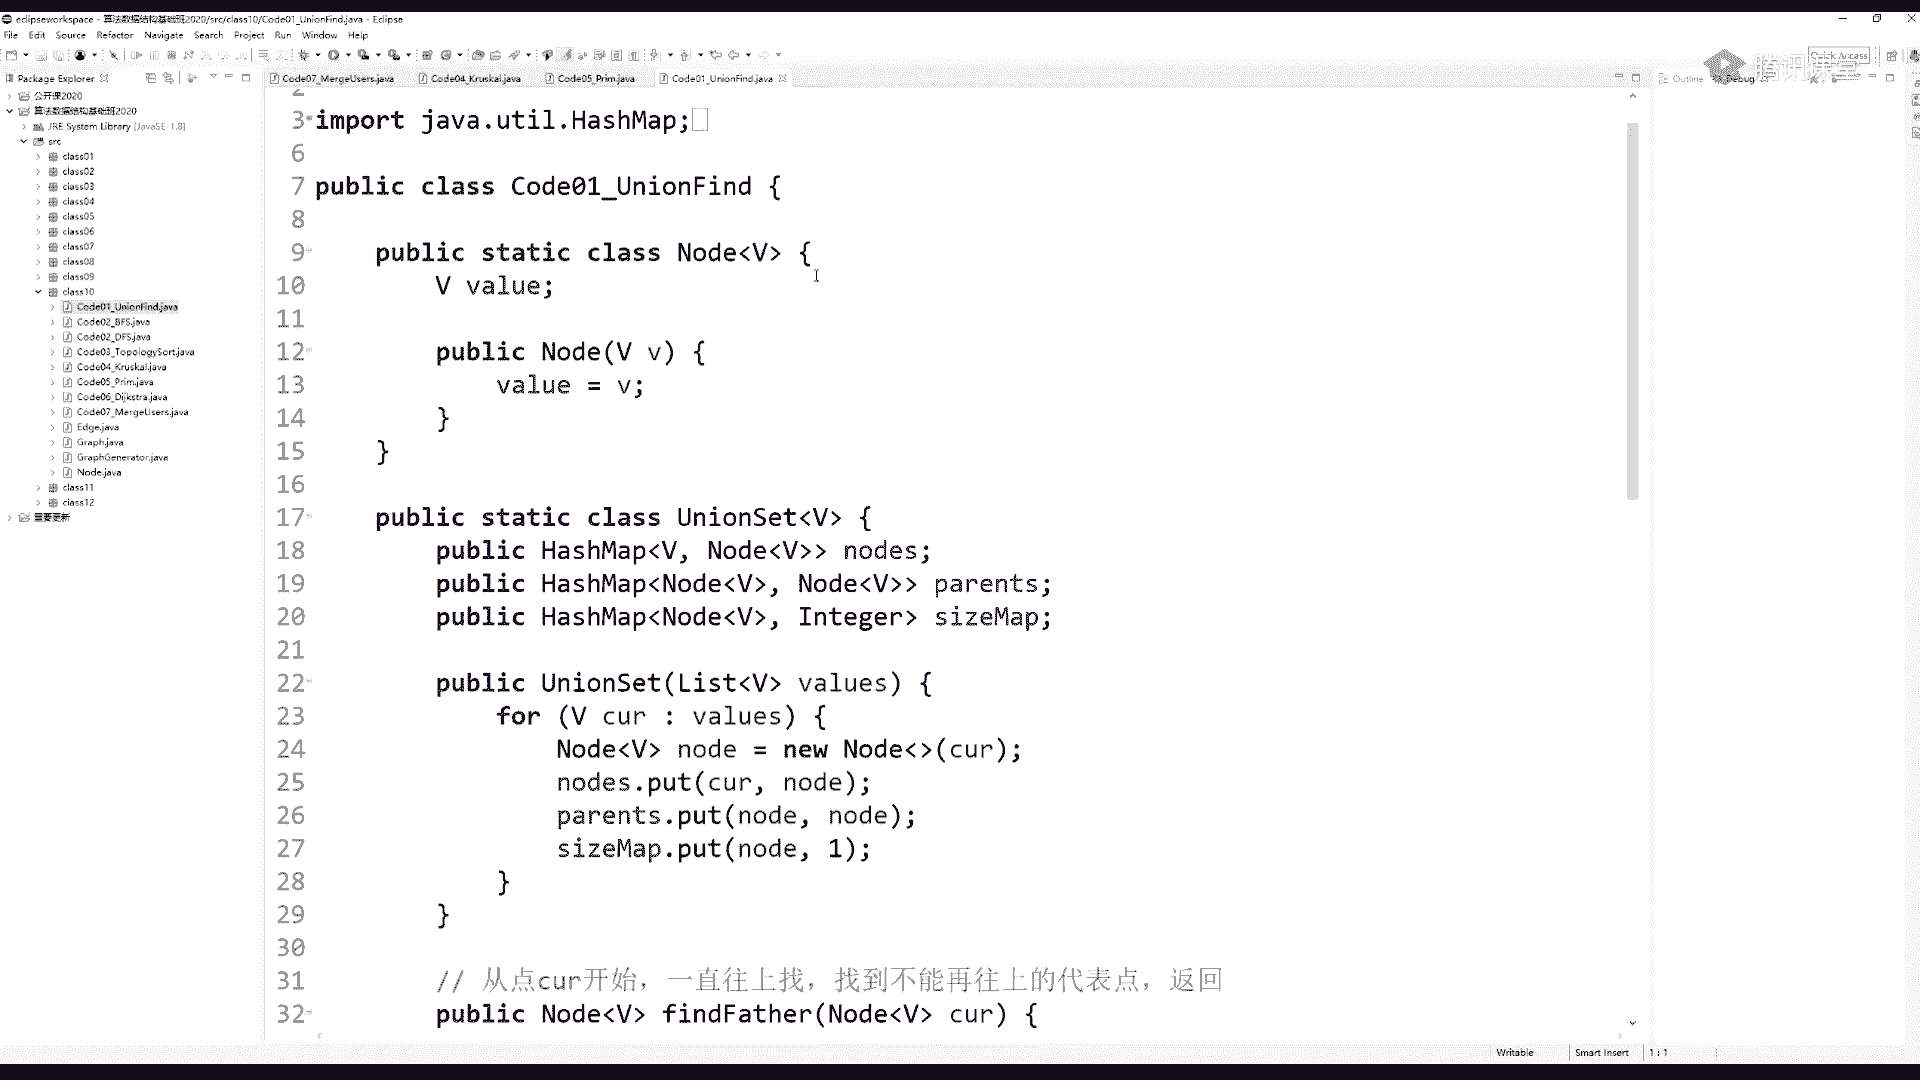 eclipseworkspace - 算法数据结构基础班2020/src/class10/Code01_UnionFind.java - Eclipse
File Edit Source Refactor Navigate Search Project Run Window Help
Quick Access
腾讯课堂
Package Explorer
Code07_MergeUsers.java Code04_Kruskal.java Code05_Prim.java Code01_UnionFind.java
Outline Debug
公开课2020
算法数据结构基础班2020
JRE System Library [JavaSE-1.8]
src
class01
class02
class03
class04
class05
class06
class07
class08
class09
class10
Code01_UnionFind.java
Code02_BFS.java
Code02_DFS.java
Code03_TopologySort.java
Code04_Kruskal.java
Code05_Prim.java
Code06_Dijkstra.java
Code07_MergeUsers.java
Edge.java
Graph.java
GraphGenerator.java
Node.java
class11
class12
重要更新
2
3 import java.util.HashMap;
6
7 public class Code01_UnionFind {
8
9 public static class Node<V> {
10 V value;
11
12 public Node(V v) {
13 value = v;
14 }
15 }
16
17 public static class UnionSet<V> {
18 public HashMap<V, Node<V>> nodes;
19 public HashMap<Node<V>, Node<V>> parents;
20 public HashMap<Node<V>, Integer> sizeMap;
21
22 public UnionSet(List<V> values) {
23 for (V cur : values) {
24 Node<V> node = new Node<>(cur);
25 nodes.put(cur, node);
26 parents.put(node, node);
27 sizeMap.put(node, 1);
28 }
29 }
30
31 // 从点cur开始，一直往上找，找到不能再往上的代表点，返回
32 public Node<V> findFather(Node<V> cur) {
Writable Smart Insert 1 : 1